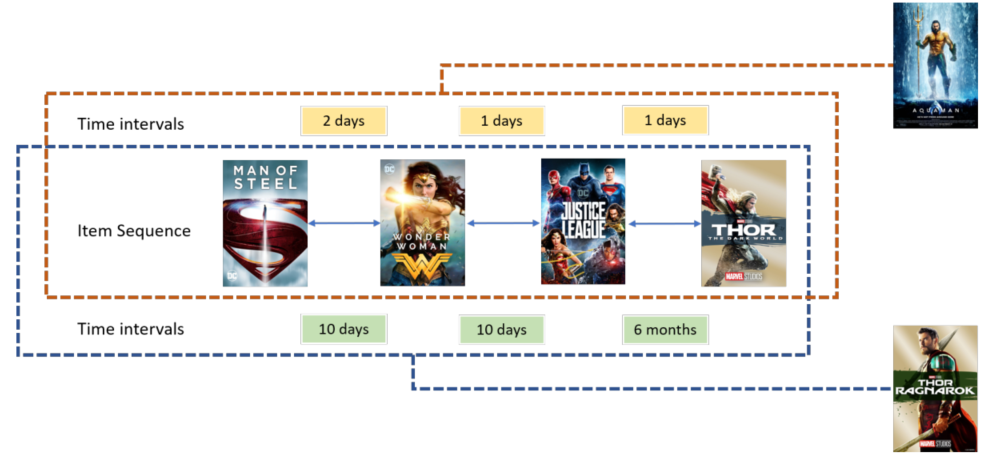 AQUAMAN
Time intervals
2 days
1 days
1 days
MAN OF
STEEL
DC
DC
WONDER
WOMAN
DC
JUSTICE
LEAGUE
THOR
THE DARK WORLD
MARVEL STUDIOS
Item Sequence
Time intervals
10 days
10 days
6 months
THOR
RAGNAROK
MARVEL STUDIOS